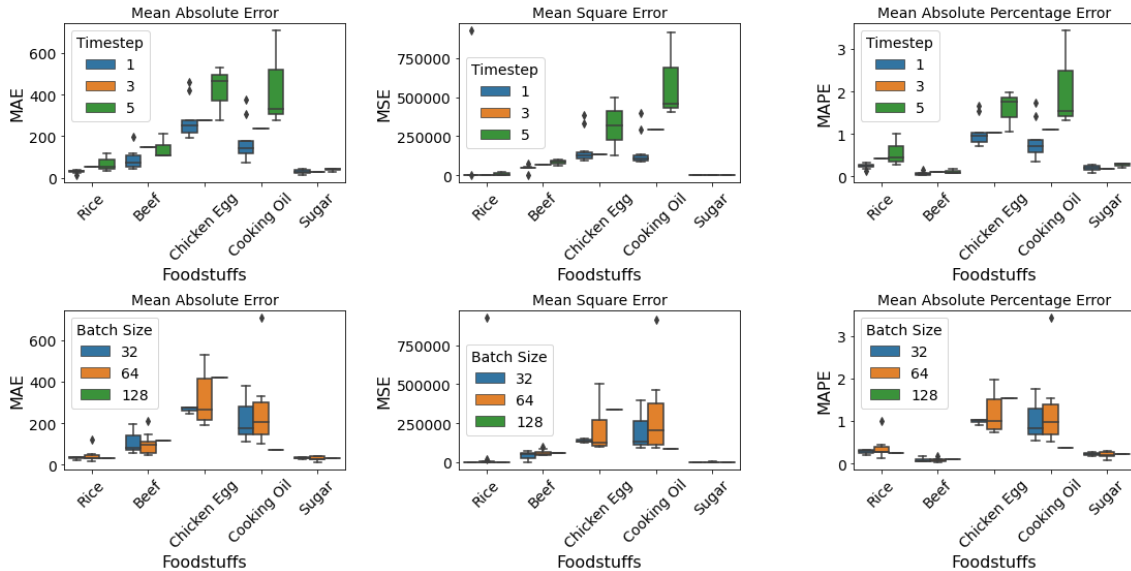 Mean Absolute Error
MAE
600
400
200
0
Timestep
1
3
5
Rice
Beef
Chicken Egg
Cooking Oil
Sugar
Foodstuffs
Mean Square Error
MSE
750000
500000
250000
0
Timestep
1
3
5
Rice
Beef
Chicken Egg
Cooking Oil
Sugar
Foodstuffs
Mean Absolute Percentage Error
MAPE
3
2
1
0
Timestep
1
3
5
Rice
Beef
Chicken Egg
Cooking Oil
Sugar
Foodstuffs
Mean Absolute Error
MAE
600
400
200
0
Batch Size
32
64
128
Rice
Beef
Chicken Egg
Cooking Oil
Sugar
Foodstuffs
Mean Square Error
MSE
750000
500000
250000
0
Batch Size
32
64
128
Rice
Beef
Chicken Egg
Cooking Oil
Sugar
Foodstuffs
Mean Absolute Percentage Error
MAPE
3
2
1
0
Batch Size
32
64
128
Rice
Beef
Chicken Egg
Cooking Oil
Sugar
Foodstuffs